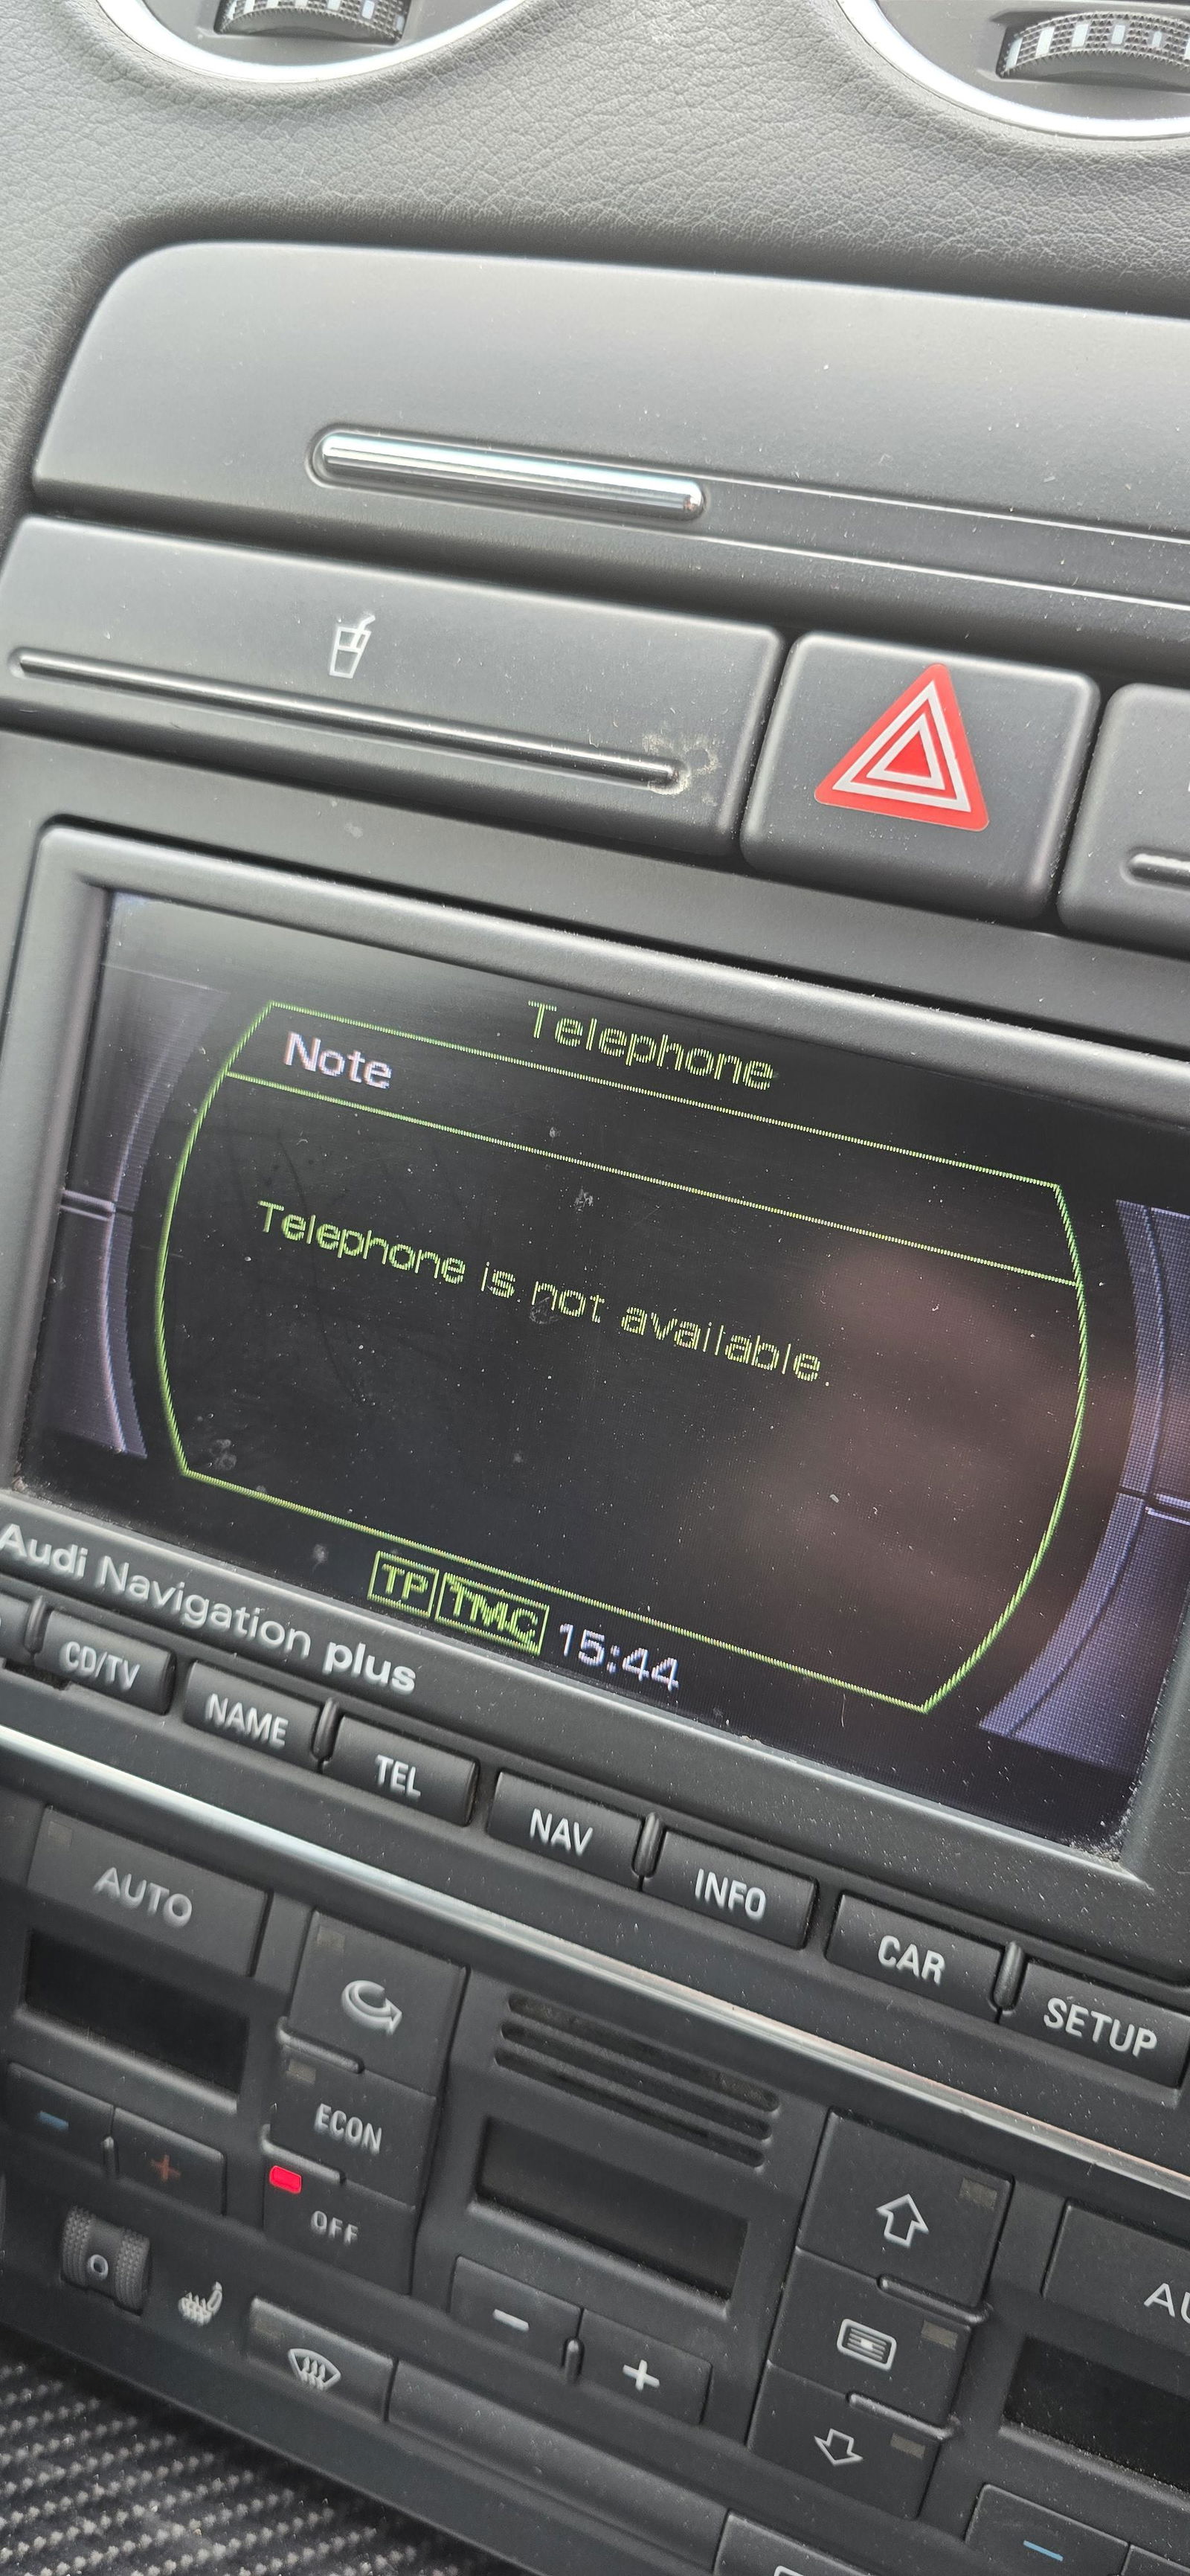 Telephone
Note
Telephone is not available.
TP TMC 15:44
Audi Navigation plus
CD/TV NAME TEL NAV INFO CAR SETUP
AUTO
ECON
OFF